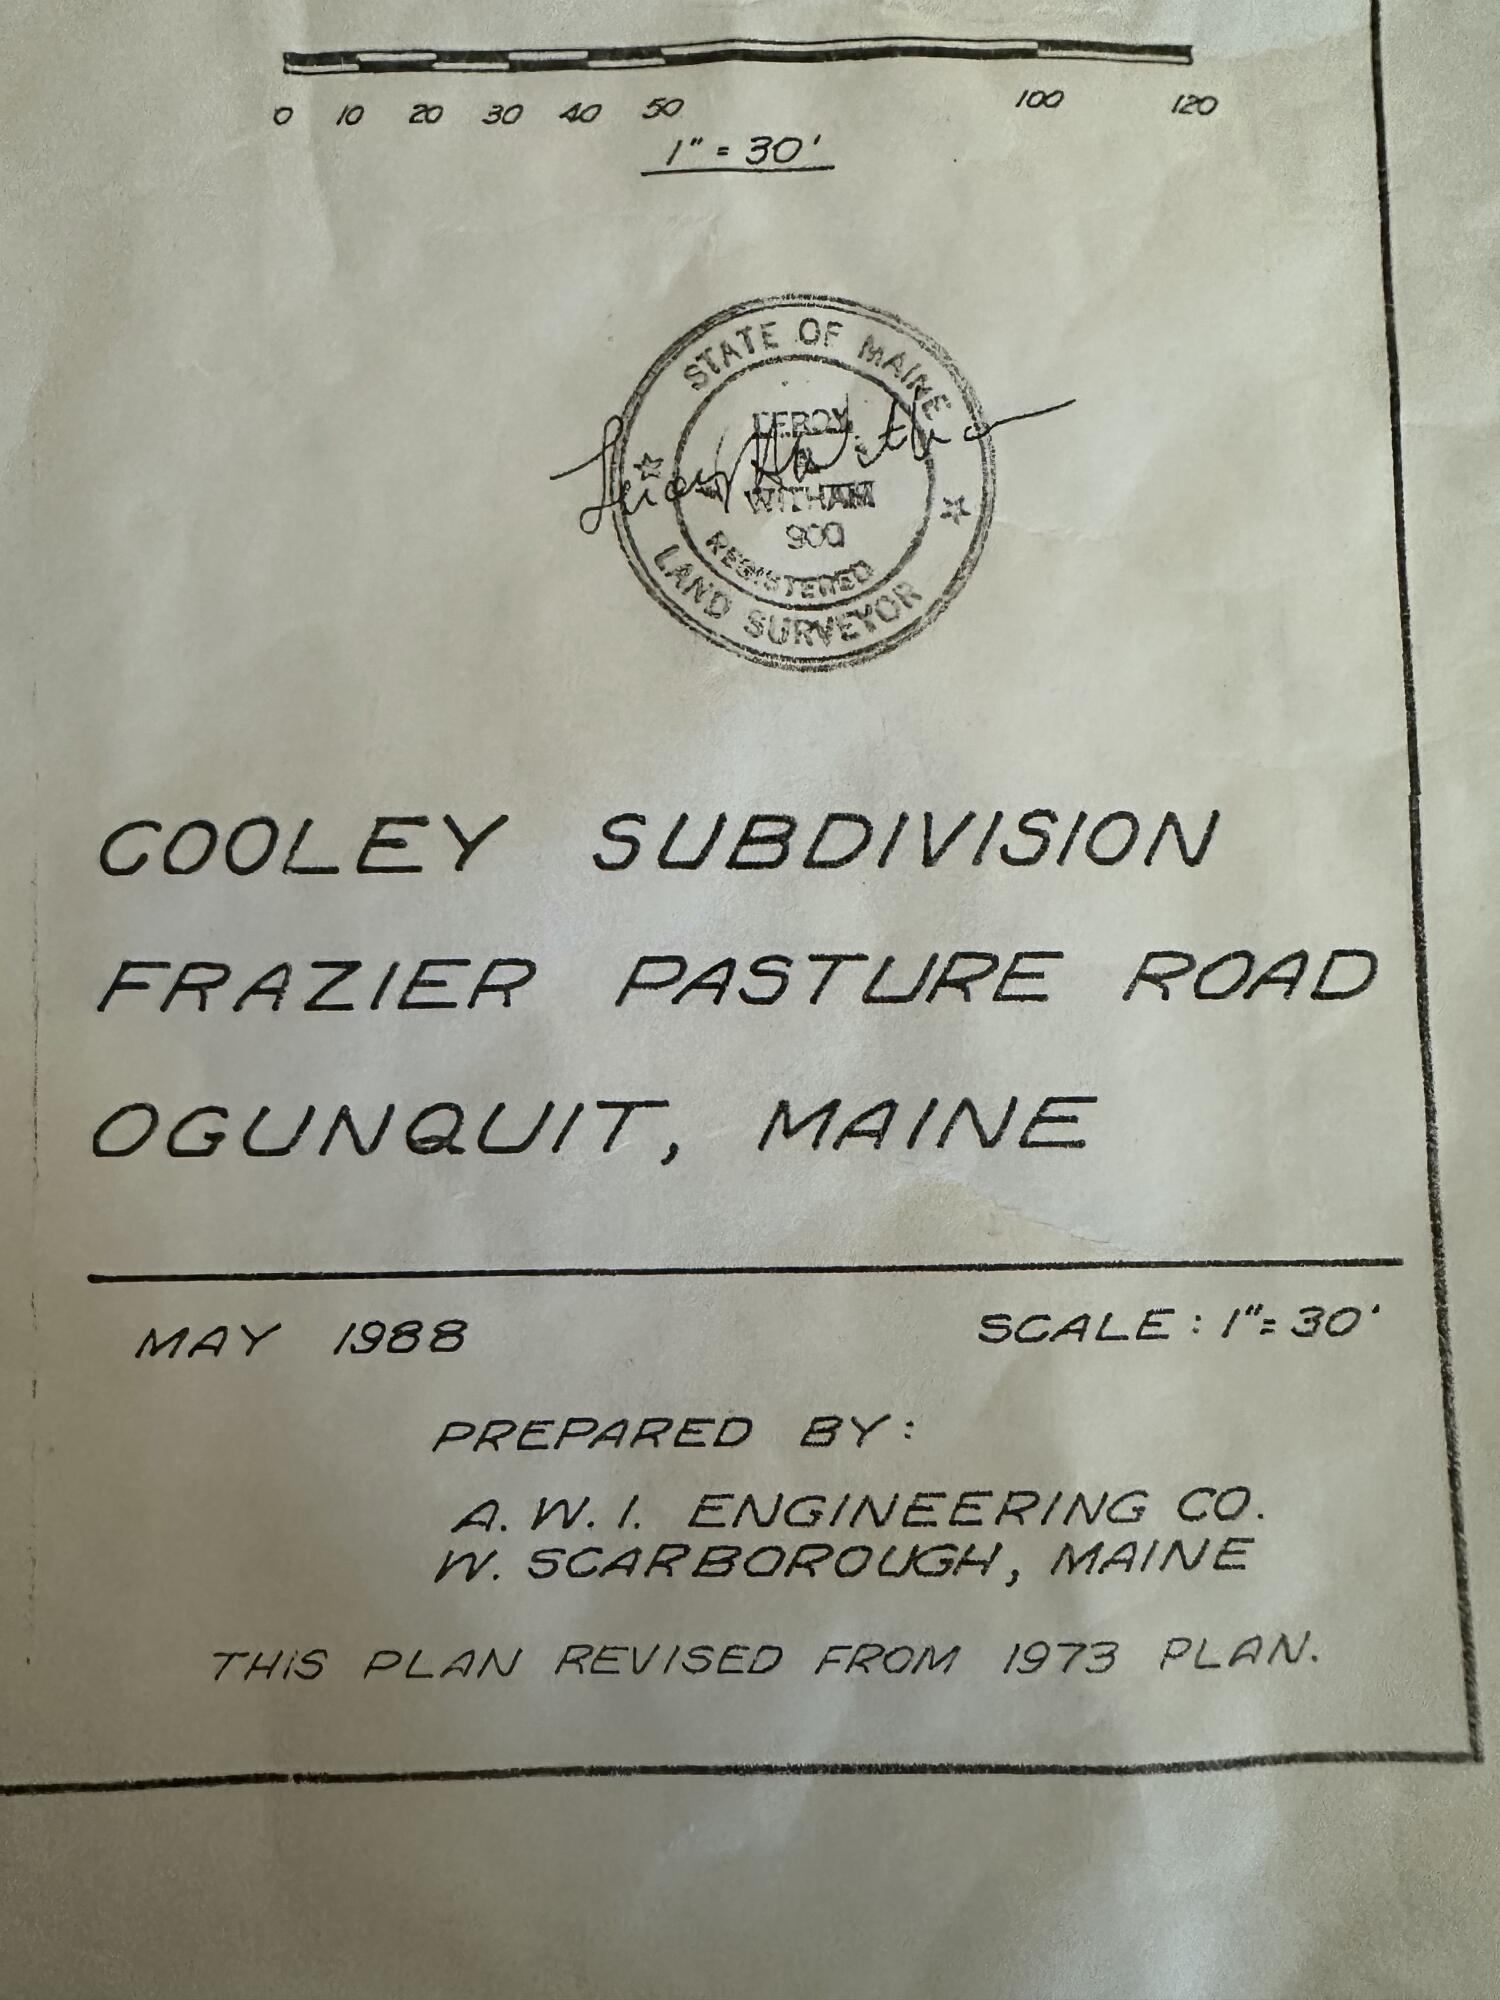 0 10 20 30 40 50 100 120
1" = 30'
STATE OF MAINE
LEROY
WITHAM
900
REGISTERED
LAND SURVEYOR
COOLEY SUBDIVISION
FRAZIER PASTURE ROAD
OGUNQUIT, MAINE
MAY 1988 SCALE: 1"= 30'
PREPARED BY:
A. W. I. ENGINEERING CO.
W. SCARBOROUGH, MAINE
THIS PLAN REVISED FROM 1973 PLAN.